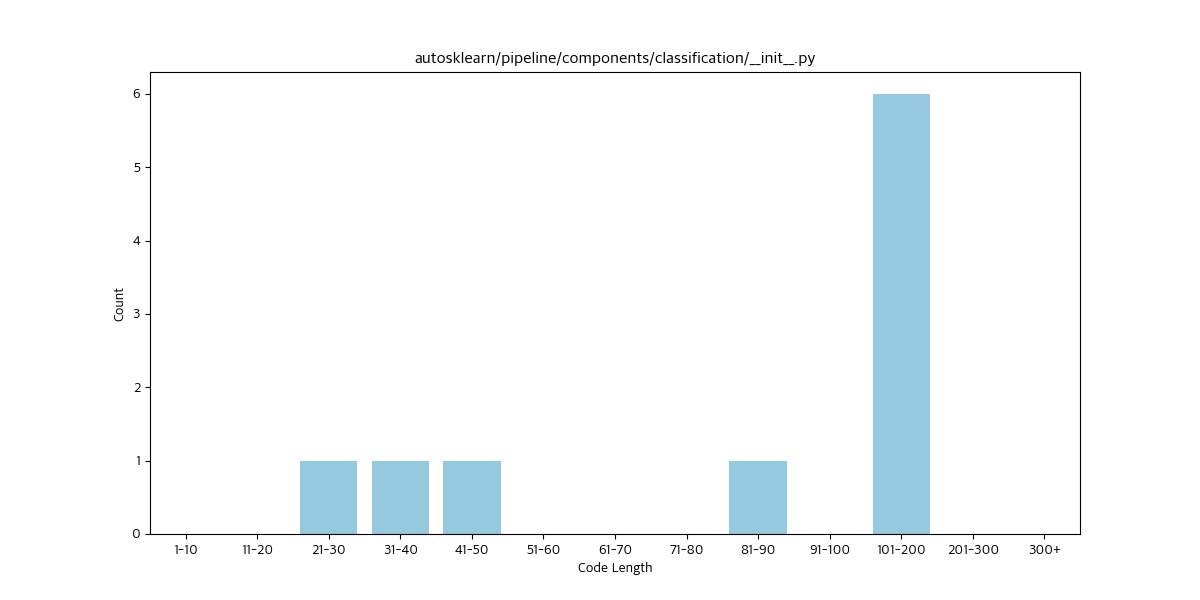 autosklearn/pipeline/components/classification/__init__.py
6
5
4
3
2
1
0
Count
1-10 11-20 21-30 31-40 41-50 51-60 61-70 71-80 81-90 91-100 101-200 201-300 300+
Code Length